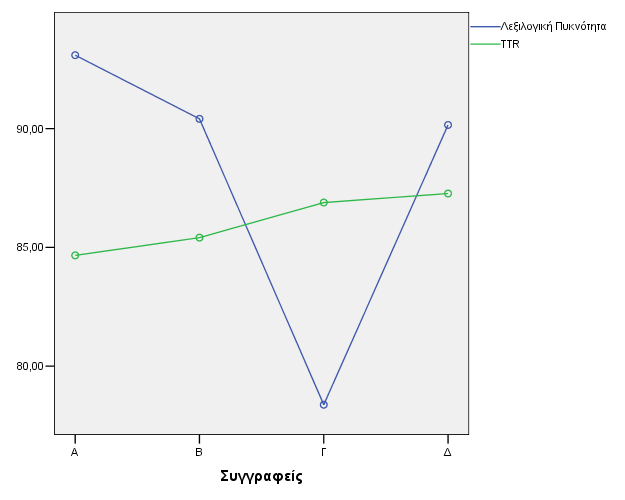 Λεξιλογική Πυκνότητα
TTR
90,00
85,00
80,00
Α
Β
Γ
Δ
Συγγραφείς